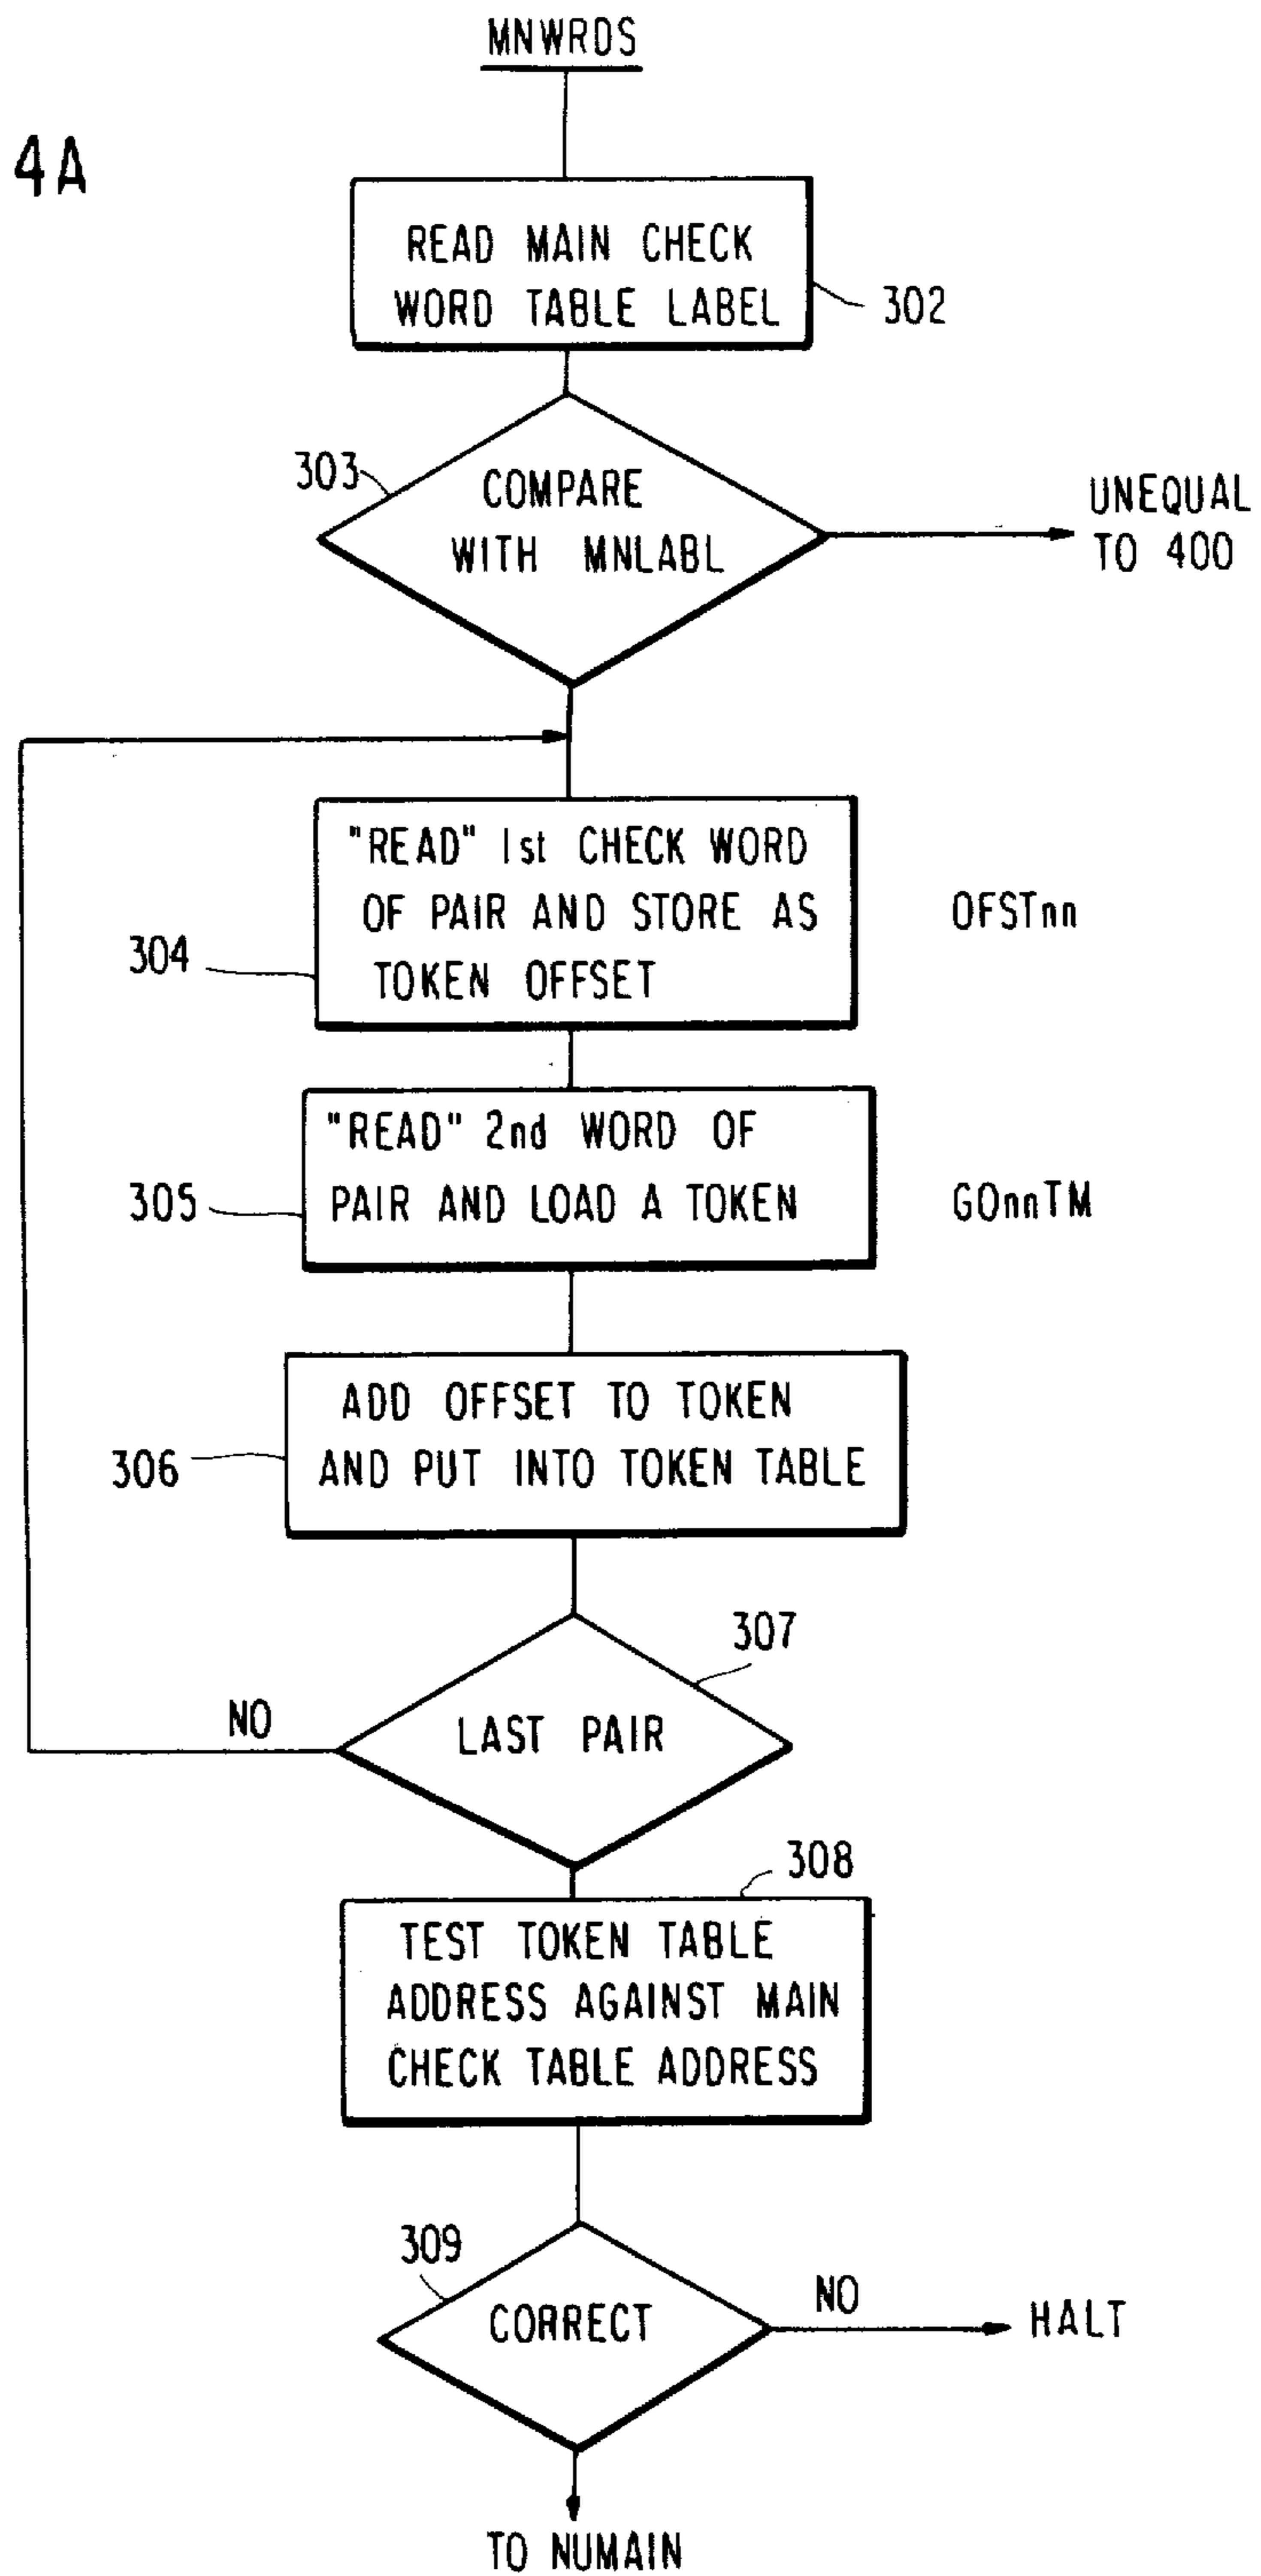 MNWRDS
4A
READ MAIN CHECK
WORD TABLE LABEL
302
303
COMPARE
WITH MNLABL
UNEQUAL
TO 400
"READ" 1st CHECK WORD
OF PAIR AND STORE AS
TOKEN OFFSET
304
OFSTnn
"READ" 2nd WORD OF
PAIR AND LOAD A TOKEN
305
GOnnTM
ADD OFFSET TO TOKEN
AND PUT INTO TOKEN TABLE
306
307
LAST PAIR
NO
308
TEST TOKEN TABLE
ADDRESS AGAINST MAIN
CHECK TABLE ADDRESS
309
CORRECT
NO
HALT
TO NUMAIN